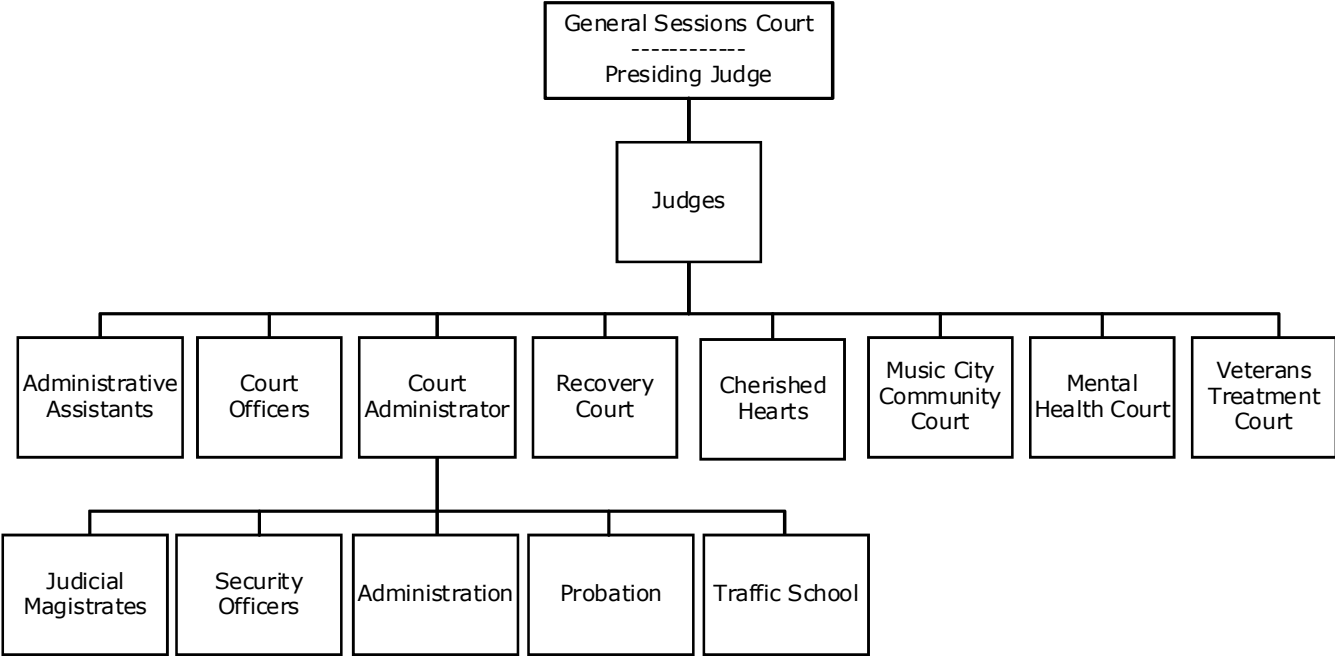 General Sessions Court
------------
Presiding Judge
Judges
Administrative
Assistants
Court
Officers
Court
Administrator
Recovery
Court
Cherished
Hearts
Music City
Community
Court
Mental
Health Court
Veterans
Treatment
Court
Judicial
Magistrates
Security
Officers
Administration
Probation
Traffic School